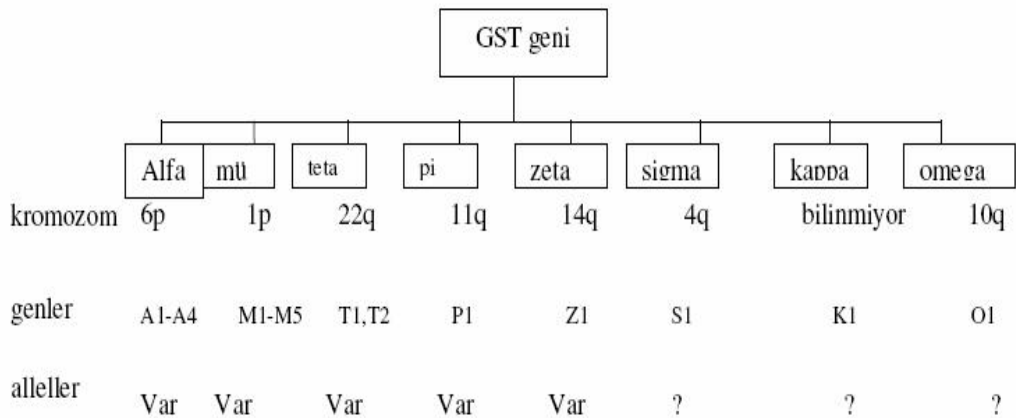 GST geni
Alfa mü teta pi zeta sigma kappa omega
kromozom 6p 1p 22q 11q 14q 4q bilinmiyor 10q
genler A1-A4 M1-M5 T1,T2 P1 Z1 S1 K1 O1
alleller Var Var Var Var Var ? ? ?